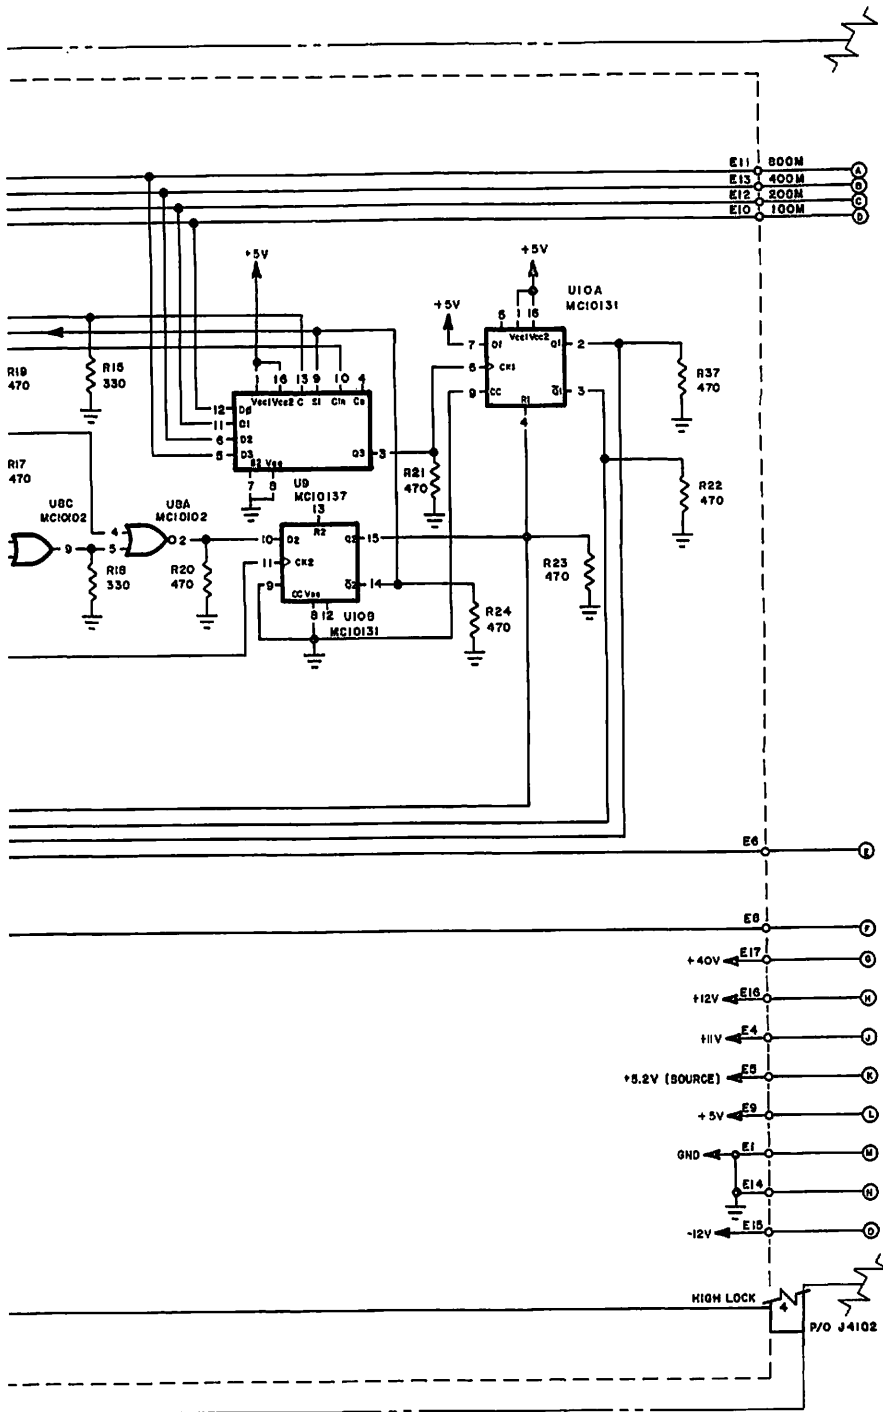 E11 800M A
E13 400M B
E12 200M C
E10 100M D
+5V
+5V
U10A
MC10131
+5V
5 1 16
Vcc1 Vcc2
7 D1 Q1 2
6 CK1
9 CC Q1 3
R1
4
R19
470
R15
330
R37
470
1 16 13 9 10 4
Vcc1 Vcc2 C S1 Cin Co
12 D0
11 D1
6 D2
5 D3 Q3 3
S2 Vee
7 8
U9
MC10137
R21
470
R22
470
R17
470
U8C
MC10102
U8A
MC10102
13
R2
4
9 5 2
10 D2 Q2 15
11 CK2
9 Q2 14
CC Vee
8 12
U10B
MC10131
R18
330
R20
470
R23
470
R24
470
E6 E
E8 F
+40V E17 G
+12V E16 H
+11V E4 J
+5.2V (SOURCE) E5 K
+5V E9 L
GND E1 M
E14 N
-12V E15 O
HIGH LOCK 4
P/O J4102